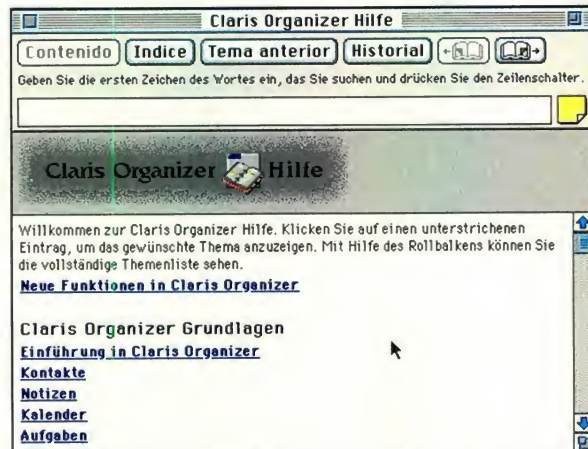 Claris Organizer Hilfe
Contenido Indice Tema anterior Historial
Geben Sie die ersten Zeichen des Wortes ein, das Sie suchen und drücken Sie den Zeilenschalter.
Claris Organizer Hilfe
Willkommen zur Claris Organizer Hilfe. Klicken Sie auf einen unterstrichenen
Eintrag, um das gewünschte Thema anzuzeigen. Mit Hilfe des Rollbalkens können Sie
die vollständige Themenliste sehen.
Neue Funktionen in Claris Organizer
Claris Organizer Grundlagen
Einführung in Claris Organizer
Kontakte
Notizen
Kalender
Aufgaben